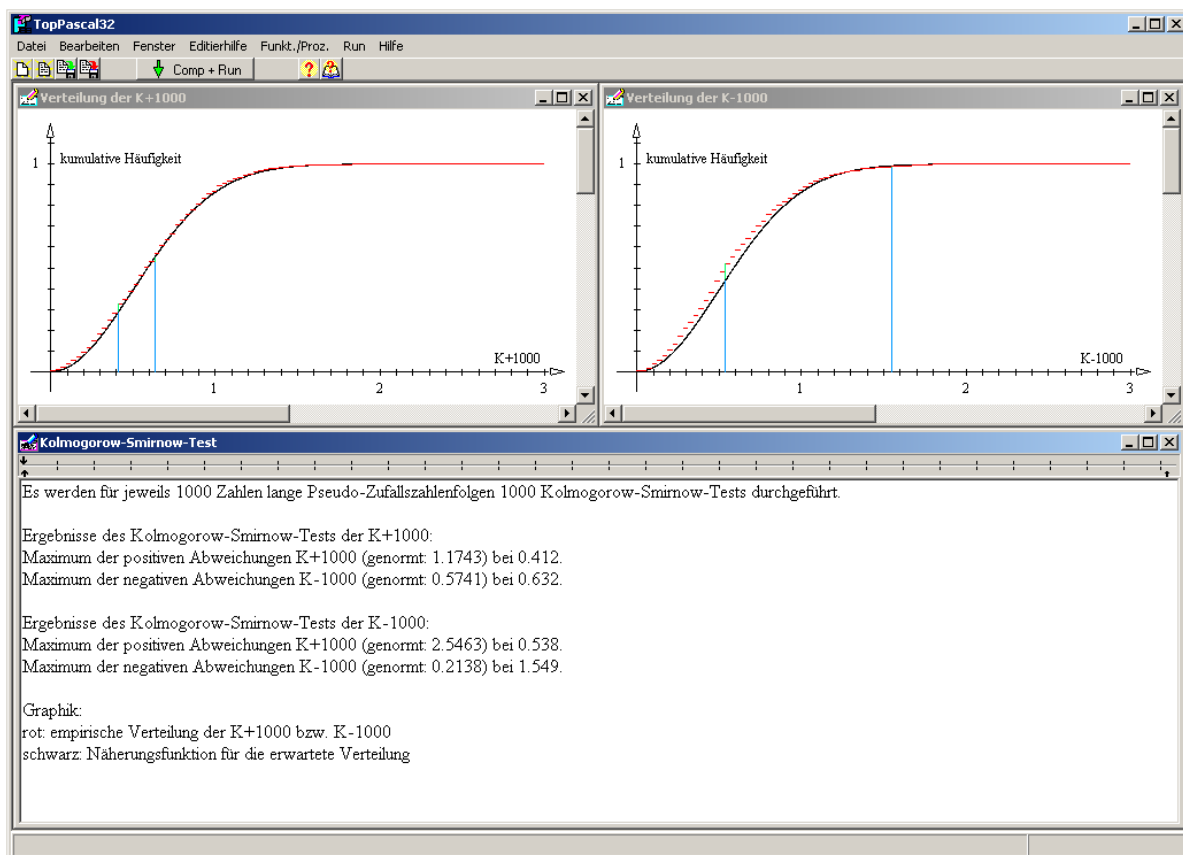 TopPascal32
Datei Bearbeiten Fenster Editierhilfe Funkt./Proz. Run Hilfe
Comp + Run
Verteilung der K+1000
kumulative Häufigkeit
1
K+1000
1 2 3
Verteilung der K-1000
kumulative Häufigkeit
1
K-1000
1 2 3
Kolmogorow-Smirnow-Test
Es werden für jeweils 1000 Zahlen lange Pseudo-Zufallszahlenfolgen 1000 Kolmogorow-Smirnow-Tests durchgeführt.
Ergebnisse des Kolmogorow-Smirnow-Tests der K+1000:
Maximum der positiven Abweichungen K+1000 (genormt: 1.1743) bei 0.412.
Maximum der negativen Abweichungen K-1000 (genormt: 0.5741) bei 0.632.
Ergebnisse des Kolmogorow-Smirnow-Tests der K-1000:
Maximum der positiven Abweichungen K+1000 (genormt: 2.5463) bei 0.538.
Maximum der negativen Abweichungen K-1000 (genormt: 0.2138) bei 1.549.
Graphik:
rot: empirische Verteilung der K+1000 bzw. K-1000
schwarz: Näherungsfunktion für die erwartete Verteilung